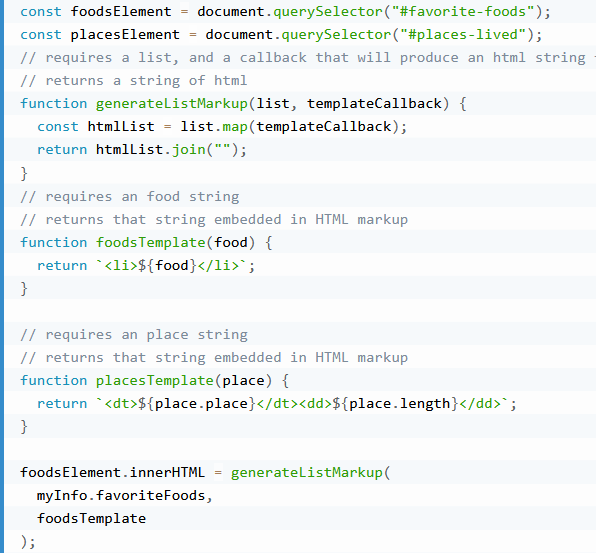 const foodsElement = document.querySelector("#favorite-foods");
const placesElement = document.querySelector("#places-lived");
// requires a list, and a callback that will produce an html string
// returns a string of html
function generateListMarkup(list, templateCallback) {
  const htmlList = list.map(templateCallback);
  return htmlList.join("");
}
// requires an food string
// returns that string embedded in HTML markup
function foodsTemplate(food) {
  return `<li>${food}</li>`;
}
// requires an place string
// returns that string embedded in HTML markup
function placesTemplate(place) {
  return `<dt>${place.place}</dt><dd>${place.length}</dd>`;
}
foodsElement.innerHTML = generateListMarkup(
  myInfo.favoriteFoods,
  foodsTemplate
);